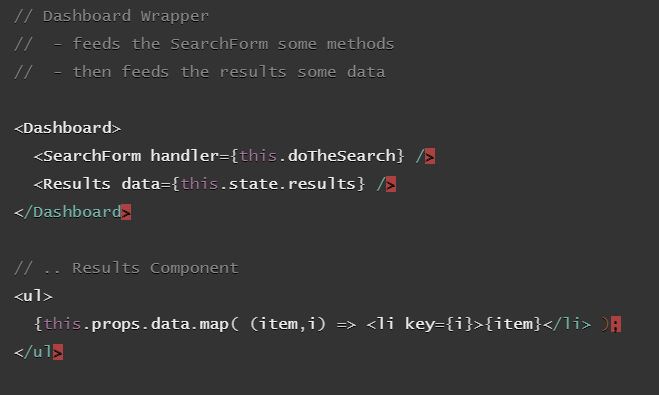 // Dashboard Wrapper
//  - feeds the SearchForm some methods
//  - then feeds the results some data
<Dashboard>
  <SearchForm handler={this.doTheSearch} />
  <Results data={this.state.results} />
</Dashboard>
// .. Results Component
<ul>
  {this.props.data.map( (item,i) => <li key={i}>{item}</li> );
</ul>